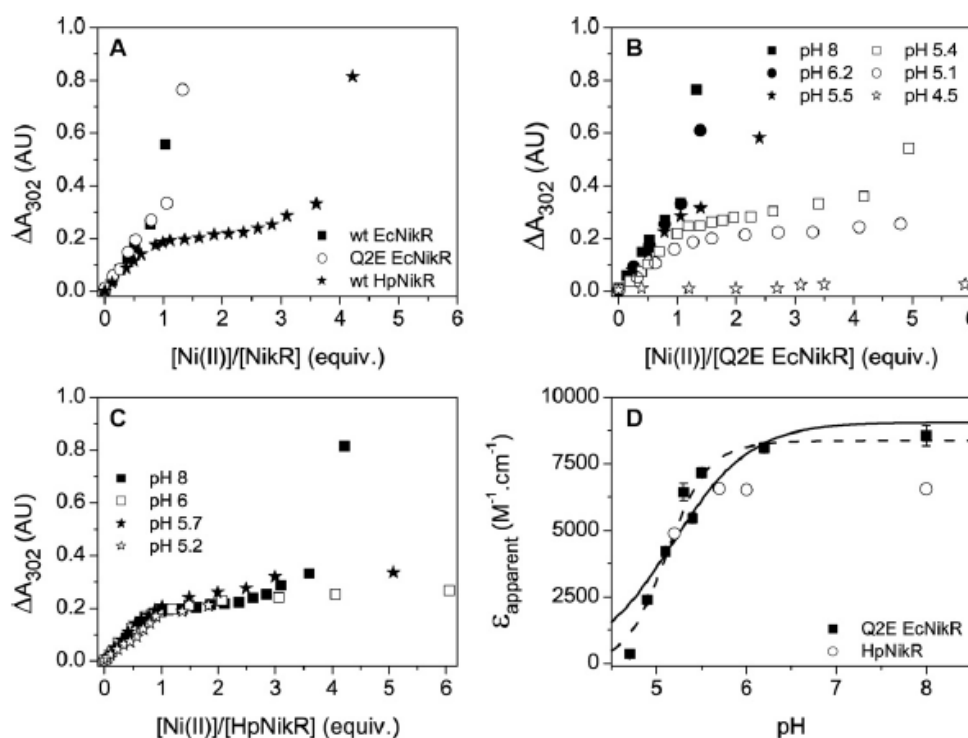 A
ΔA302 (AU)
1.0
0.8
0.6
0.4
0.2
0.0
wt EcNikR
Q2E EcNikR
wt HpNikR
0 1 2 3 4 5 6
[Ni(II)]/[NikR] (equiv.)
B
ΔA302 (AU)
1.0
0.8
0.6
0.4
0.2
0.0
pH 8 pH 5.4
pH 6.2 pH 5.1
pH 5.5 pH 4.5
0 1 2 3 4 5 6
[Ni(II)]/[Q2E EcNikR] (equiv.)
C
ΔA302 (AU)
1.0
0.8
0.6
0.4
0.2
0.0
pH 8
pH 6
pH 5.7
pH 5.2
0 1 2 3 4 5 6
[Ni(II)]/[HpNikR] (equiv.)
D
εapparent (M-1.cm-1)
10000
7500
5000
2500
0
Q2E EcNikR
HpNikR
5 6 7 8
pH